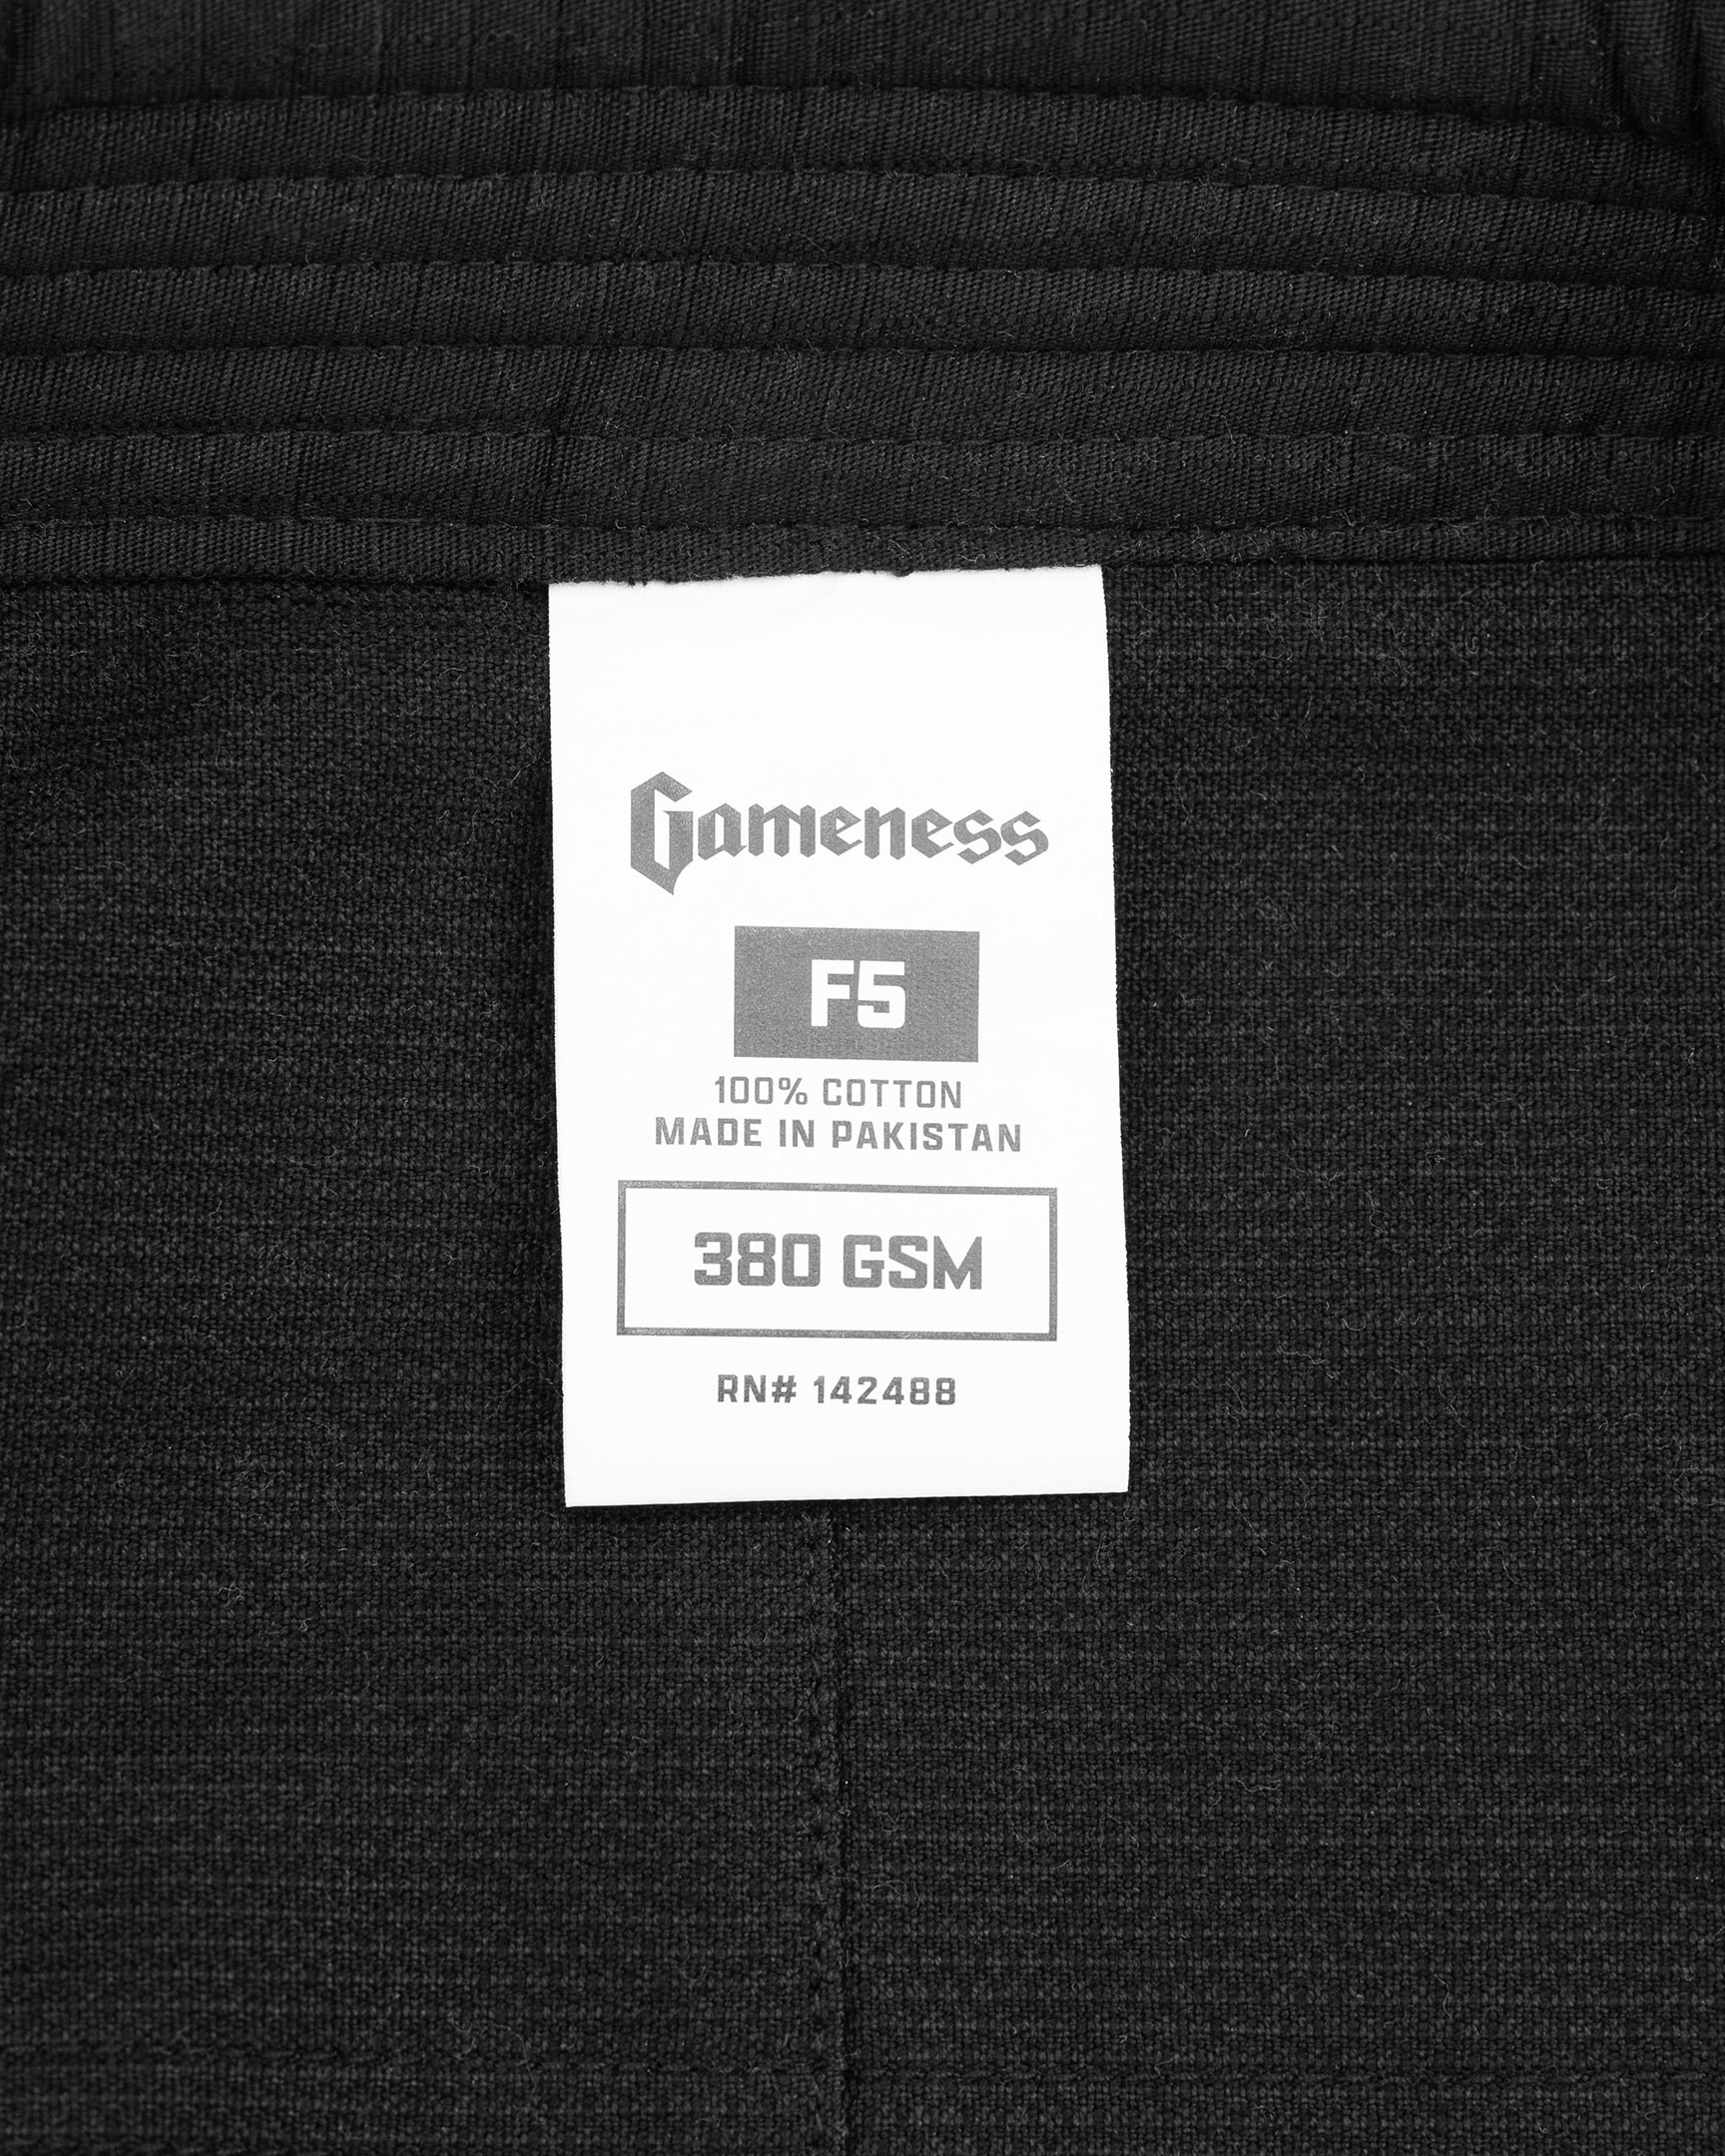 Gameness
F5
100% COTTON
MADE IN PAKISTAN
380 GSM
RN# 142488